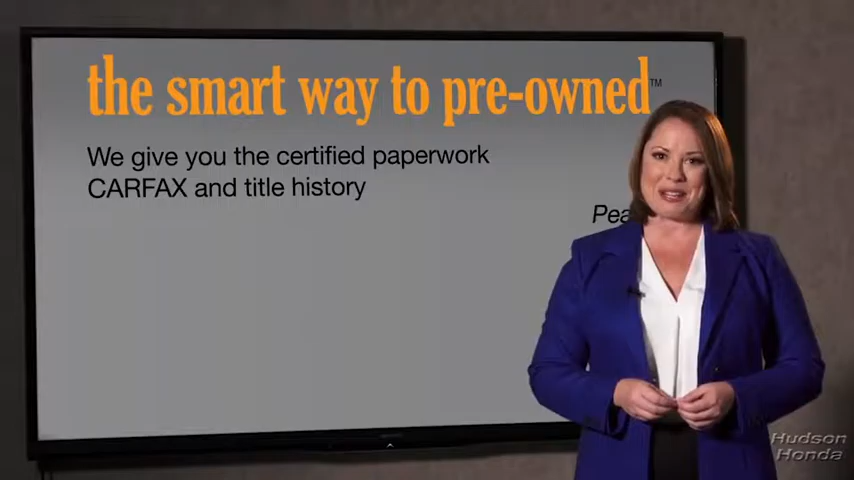 the smart way to pre-owned™
We give you the certified paperwork
CARFAX and title history
Hudson
Honda